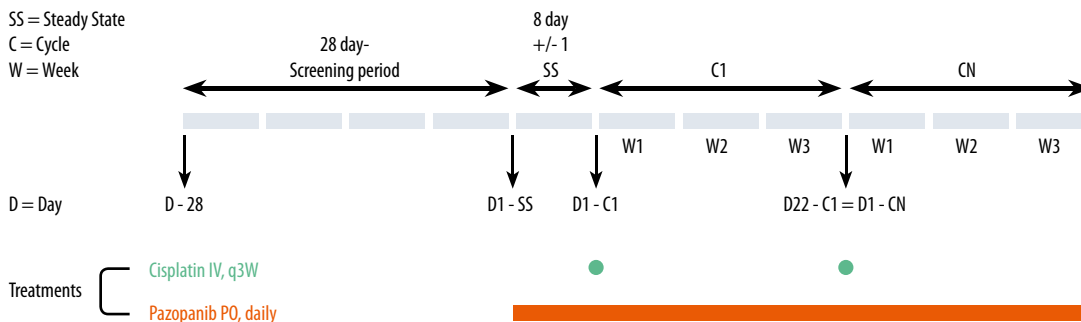 SS = Steady State
C = Cycle
W = Week
28 day-
Screening period
8 day
+/- 1
SS
C1
CN
W1
W2
W3
W1
W2
W3
D = Day
D - 28
D1 - SS
D1 - C1
D22 - C1 = D1 - CN
Treatments
Cisplatin IV, q3W
Pazopanib PO, daily